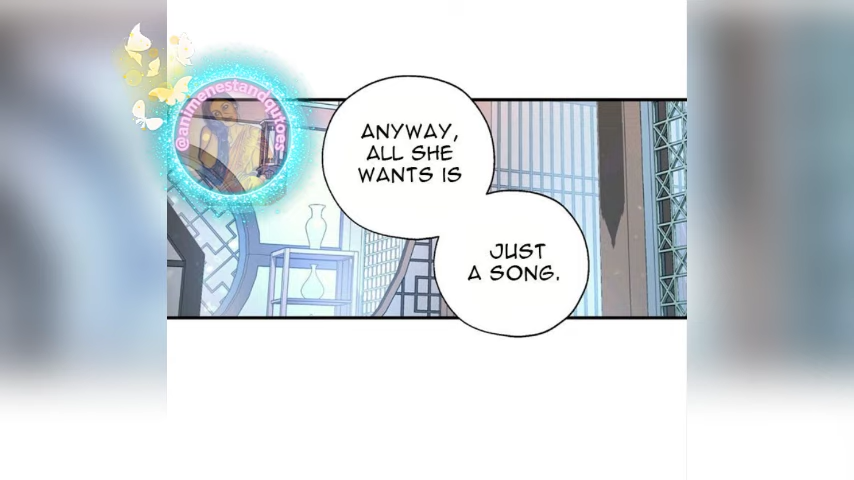 @animenestandqutoes
ANYWAY,
ALL SHE
WANTS IS
JUST
A SONG.